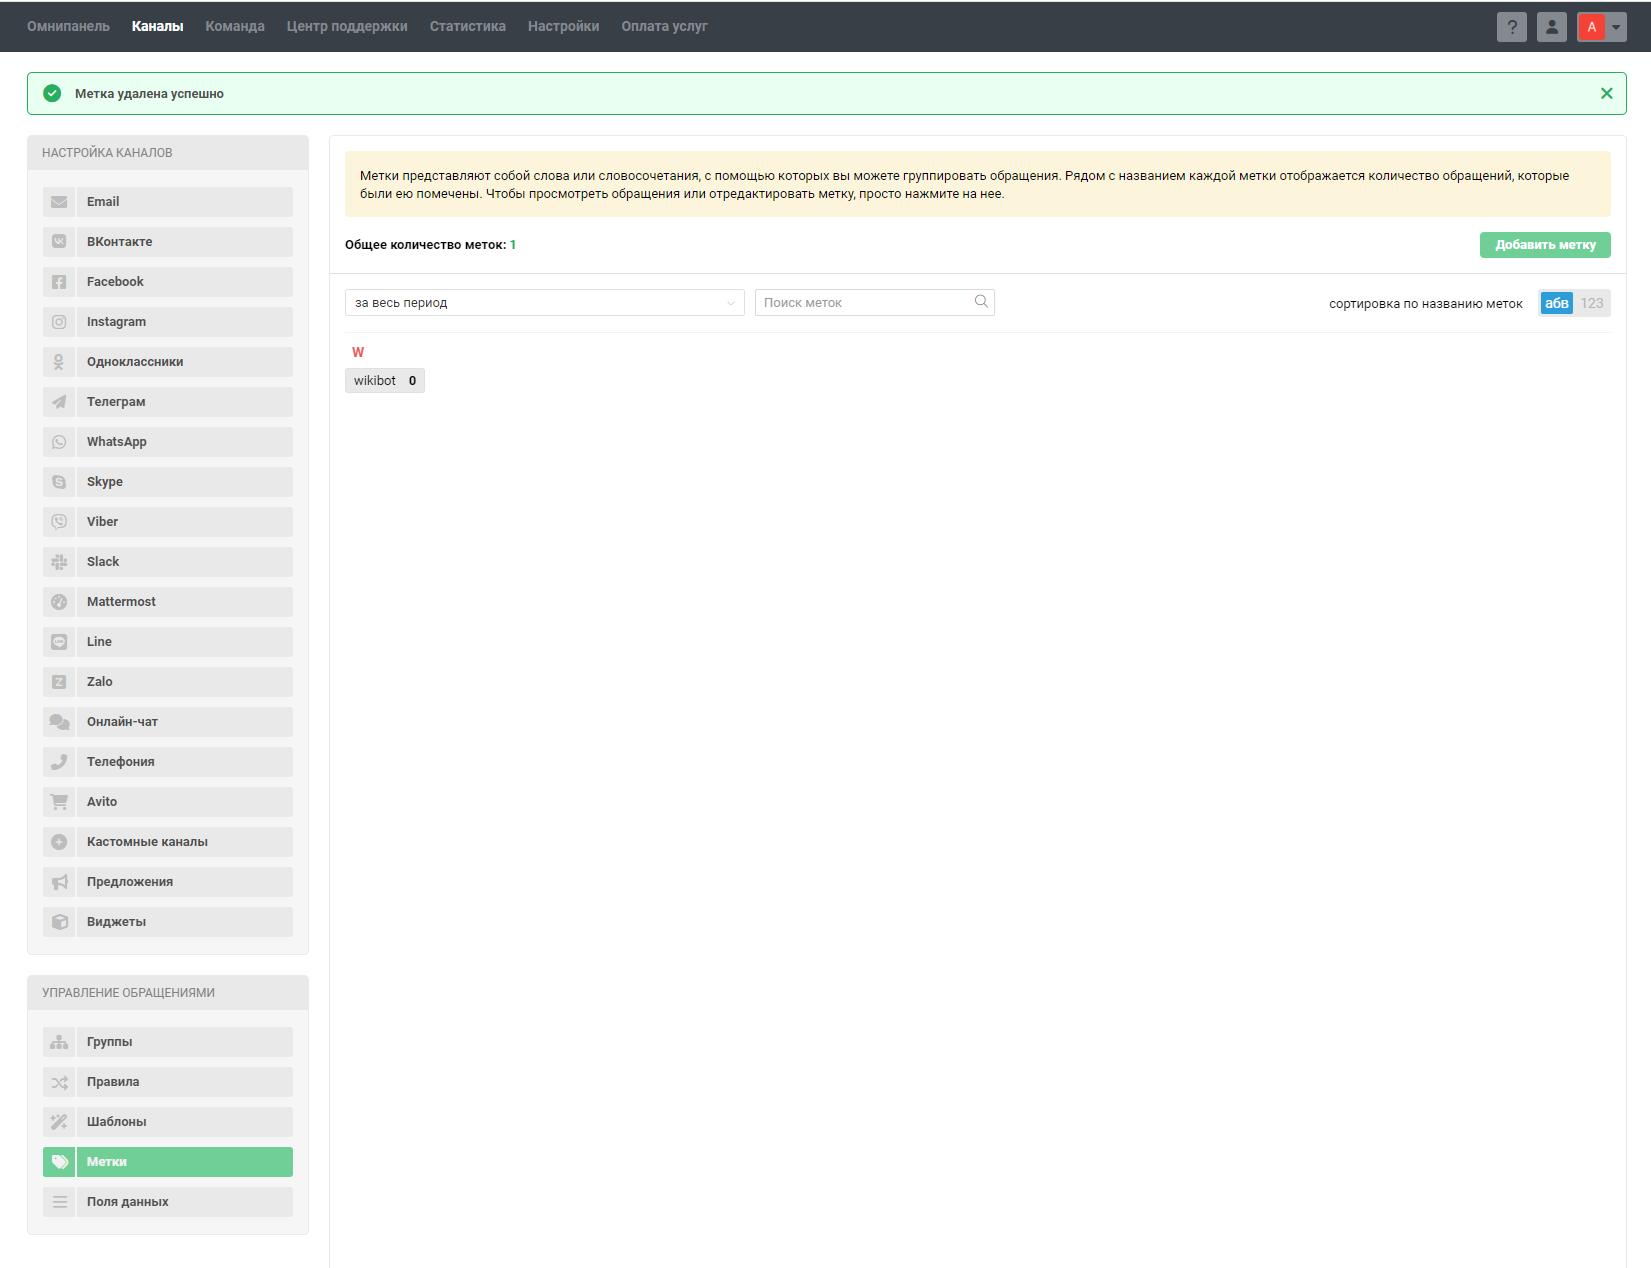 Омнипанель Каналы Команда Центр поддержки Статистика Настройки Оплата услуг ? A
Метка удалена успешно
НАСТРОЙКА КАНАЛОВ
Email
ВКонтакте
Facebook
Instagram
Одноклассники
Телеграм
WhatsApp
Skype
Viber
Slack
Mattermost
Line
Zalo
Онлайн-чат
Телефония
Avito
Кастомные каналы
Предложения
Виджеты
УПРАВЛЕНИЕ ОБРАЩЕНИЯМИ
Группы
Правила
Шаблоны
Метки
Поля данных
Метки представляют собой слова или словосочетания, с помощью которых вы можете группировать обращения. Рядом с названием каждой метки отображается количество обращений, которые
были ею помечены. Чтобы просмотреть обращения или отредактировать метку, просто нажмите на нее.
Общее количество меток: 1 Добавить метку
за весь период Поиск меток сортировка по названию меток абв 123
W
wikibot 0